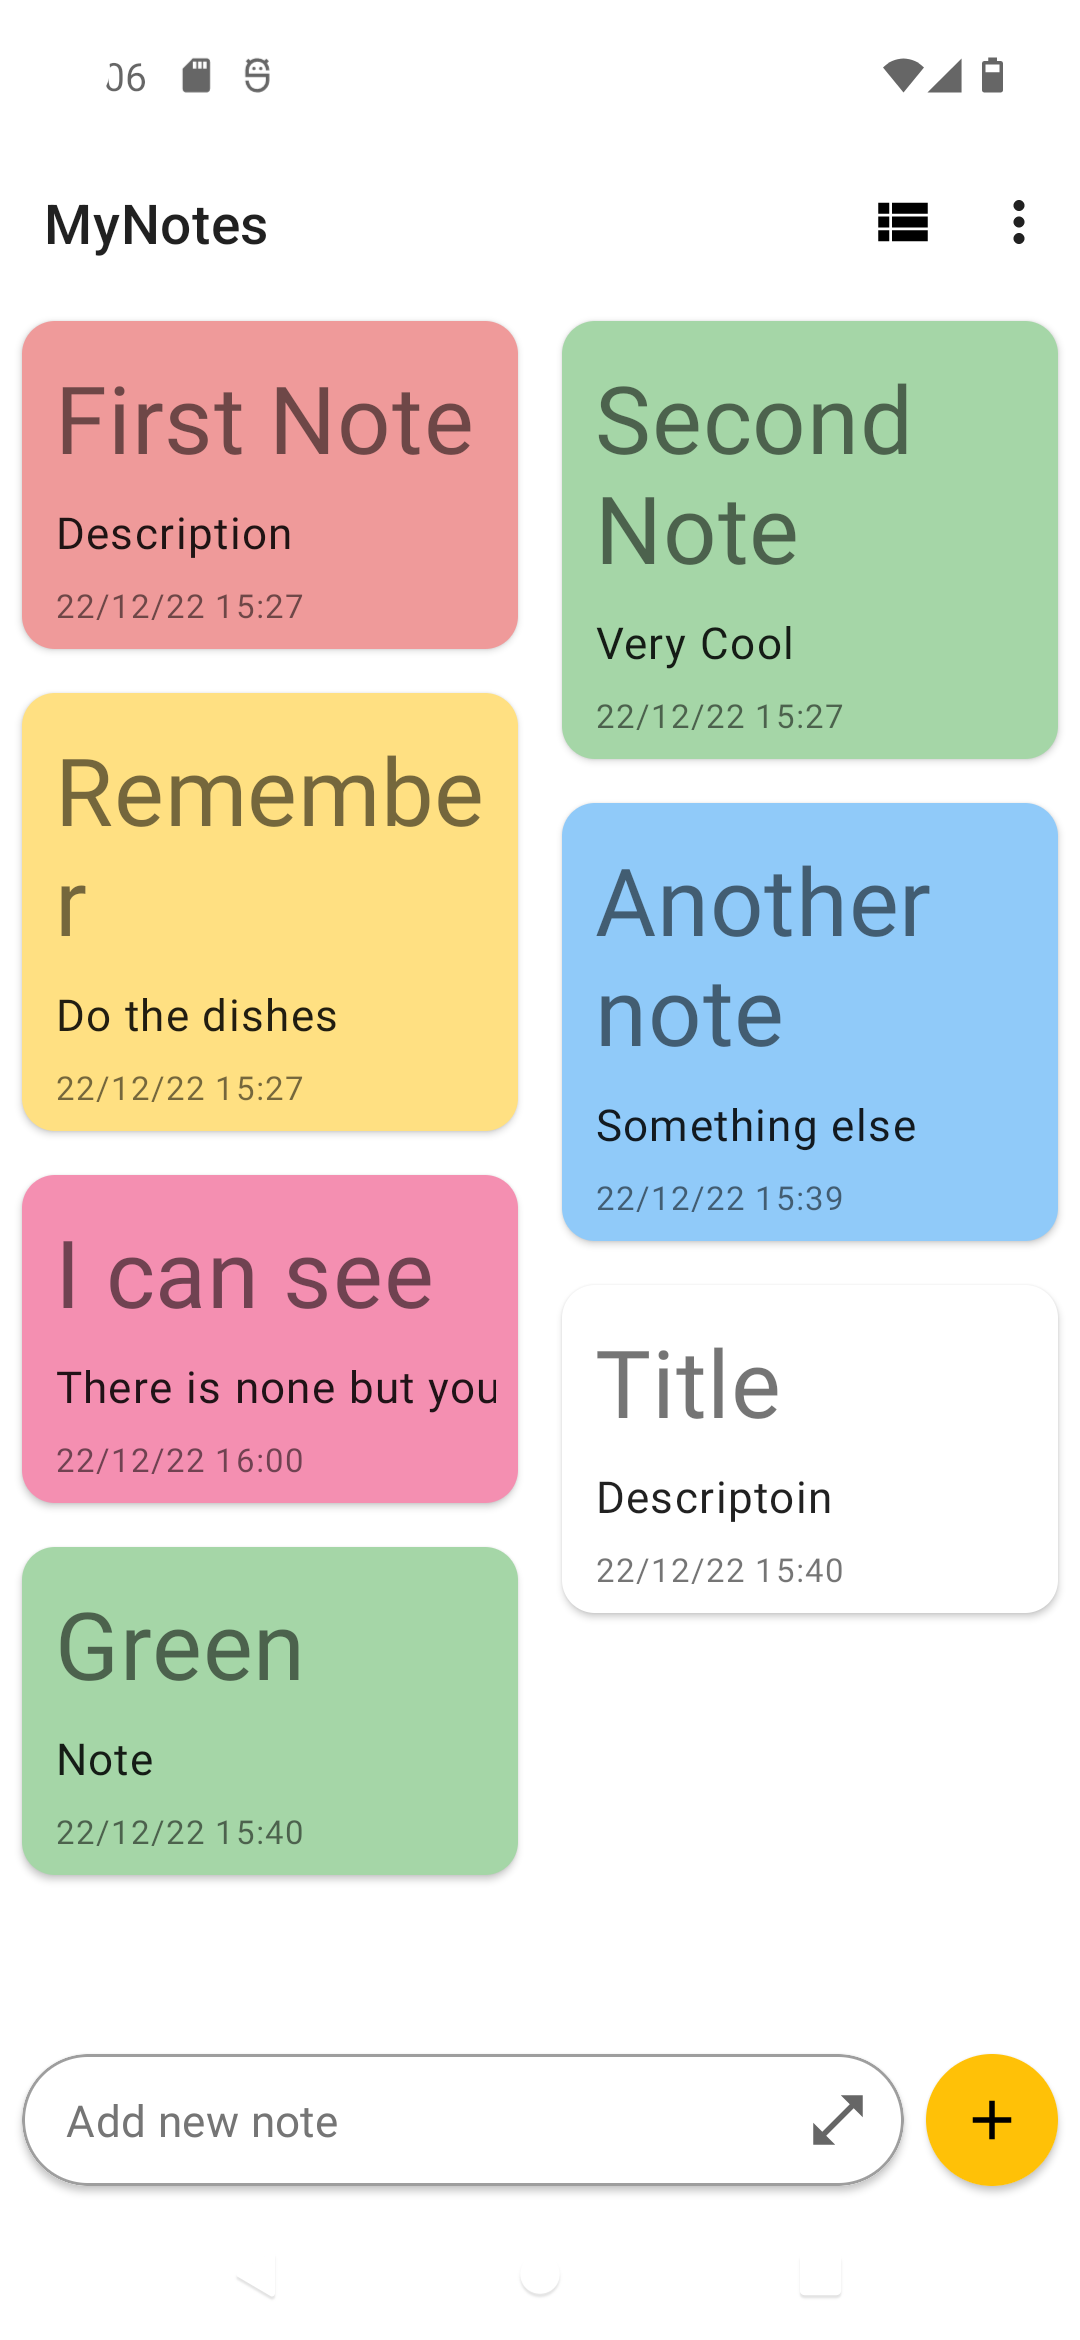 06
MyNotes
First Note
Description
22/12/22 15:27
Second
Note
Very Cool
22/12/22 15:27
Remembe
r
Do the dishes
22/12/22 15:27
Another
note
Something else
22/12/22 15:39
I can see
There is none but you
22/12/22 16:00
Title
Descriptoin
22/12/22 15:40
Green
Note
22/12/22 15:40
Add new note